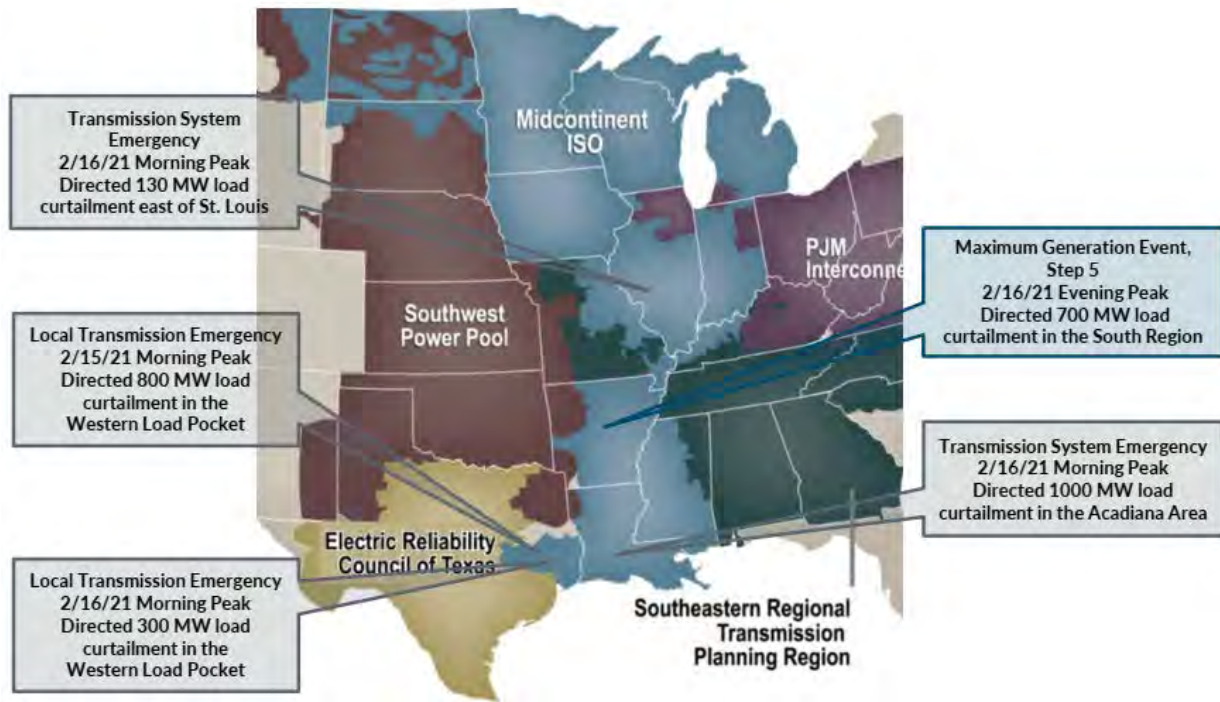 Transmission System
Emergency
2/16/21 Morning Peak
Directed 130 MW load
curtailment east of St. Louis
Local Transmission Emergency
2/15/21 Morning Peak
Directed 800 MW load
curtailment in the
Western Load Pocket
Local Transmission Emergency
2/16/21 Morning Peak
Directed 300 MW load
curtailment in the
Western Load Pocket
Midcontinent
ISO
PJM
Interconne
Southwest
Power Pool
Electric Reliability
Council of Texas
Southeastern Regional
Transmission
Planning Region
Maximum Generation Event,
Step 5
2/16/21 Evening Peak
Directed 700 MW load
curtailment in the South Region
Transmission System Emergency
2/16/21 Morning Peak
Directed 1000 MW load
curtailment in the Acadiana Area